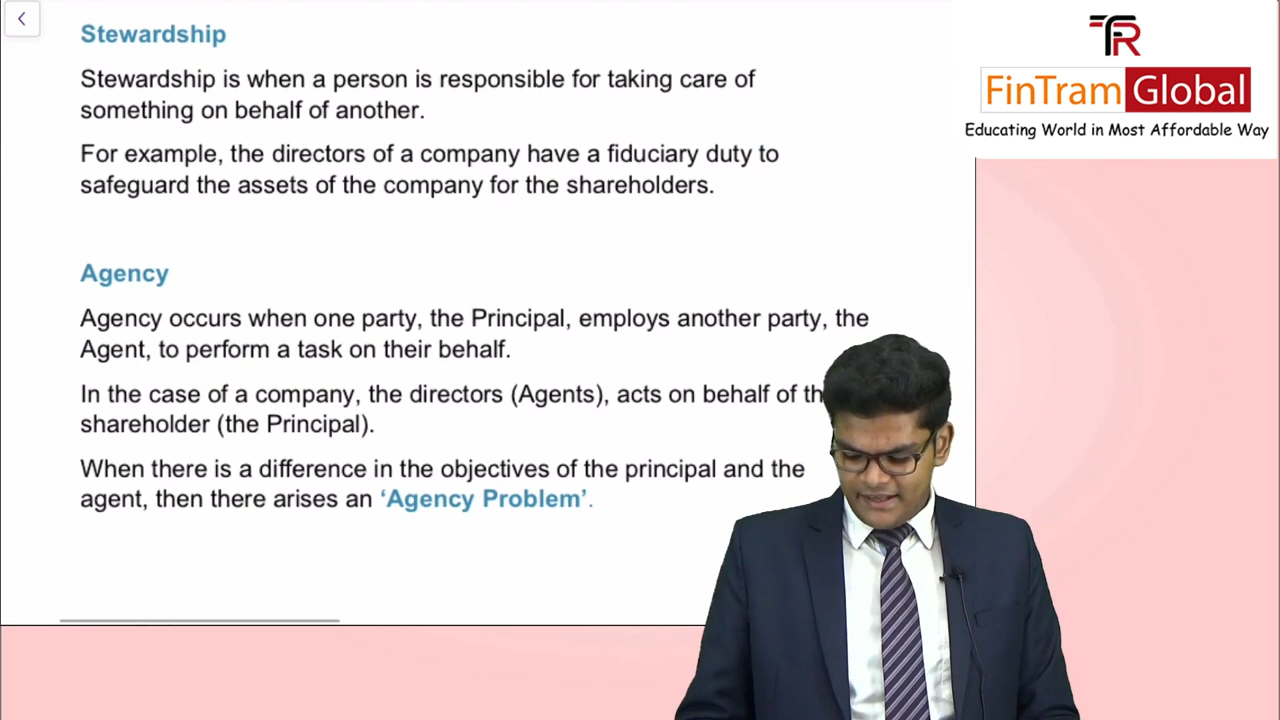 Stewardship
Stewardship is when a person is responsible for taking care of
something on behalf of another.
For example, the directors of a company have a fiduciary duty to
safeguard the assets of the company for the shareholders.
Agency
Agency occurs when one party, the Principal, employs another party, the
Agent, to perform a task on their behalf.
In the case of a company, the directors (Agents), acts on behalf of th
shareholder (the Principal).
When there is a difference in the objectives of the principal and the
agent, then there arises an ‘Agency Problem’.
TFR
FinTram Global
Educating World in Most Affordable Way